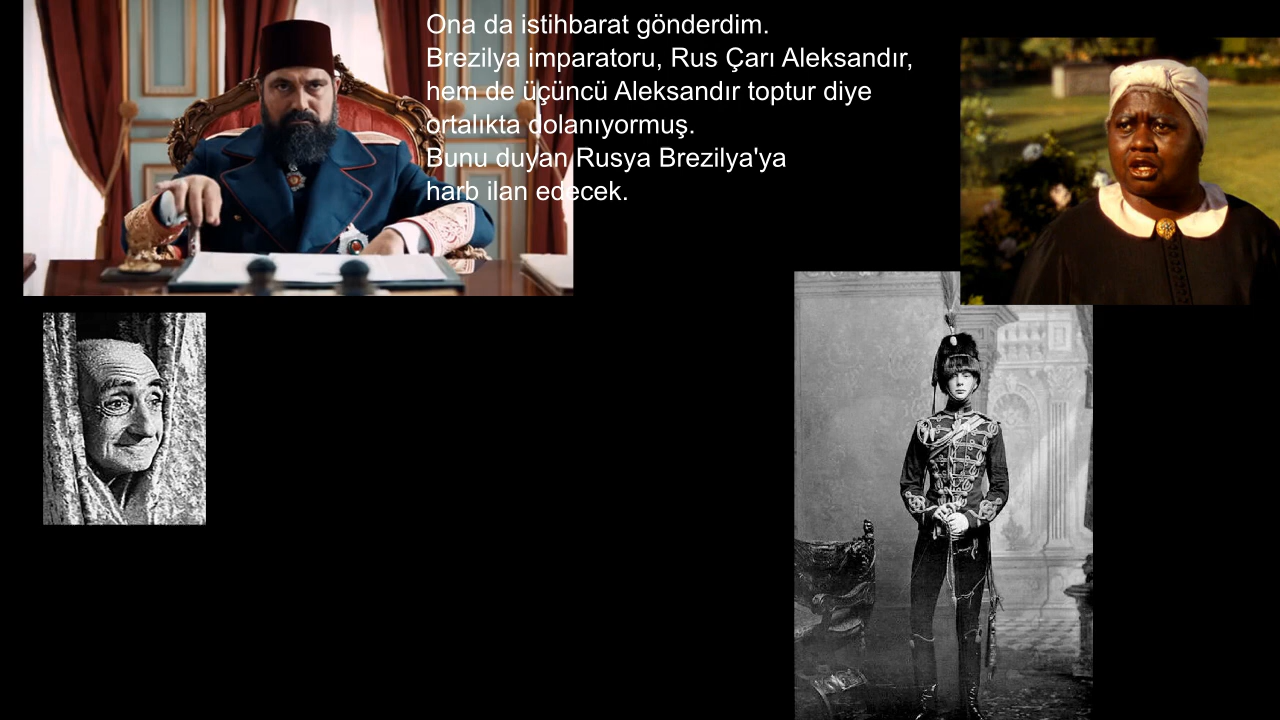 Ona da istihbarat gönderdim.
Brezilya imparatoru, Rus Çarı Aleksandır,
hem de üçüncü Aleksandır toptur diye
ortalıkta dolanıyormuş.
Bunu duyan Rusya Brezilya'ya
harb ilan edecek.